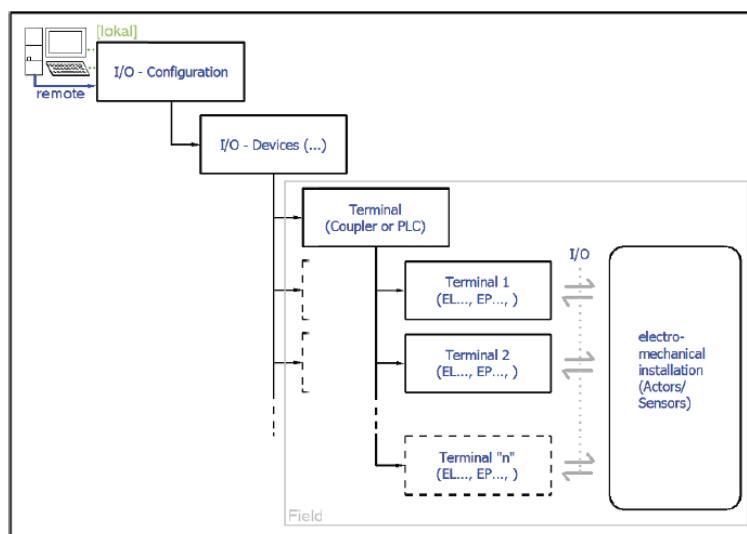 [lokal]
I/O - Configuration
remote
I/O - Devices (...)
Terminal
(Coupler or PLC)
I/O
Terminal 1
(EL..., EP..., )
Terminal 2
(EL..., EP..., )
electro-
mechanical
installation
(Actors/
Sensors)
Terminal "n"
(EL..., EP..., )
Field